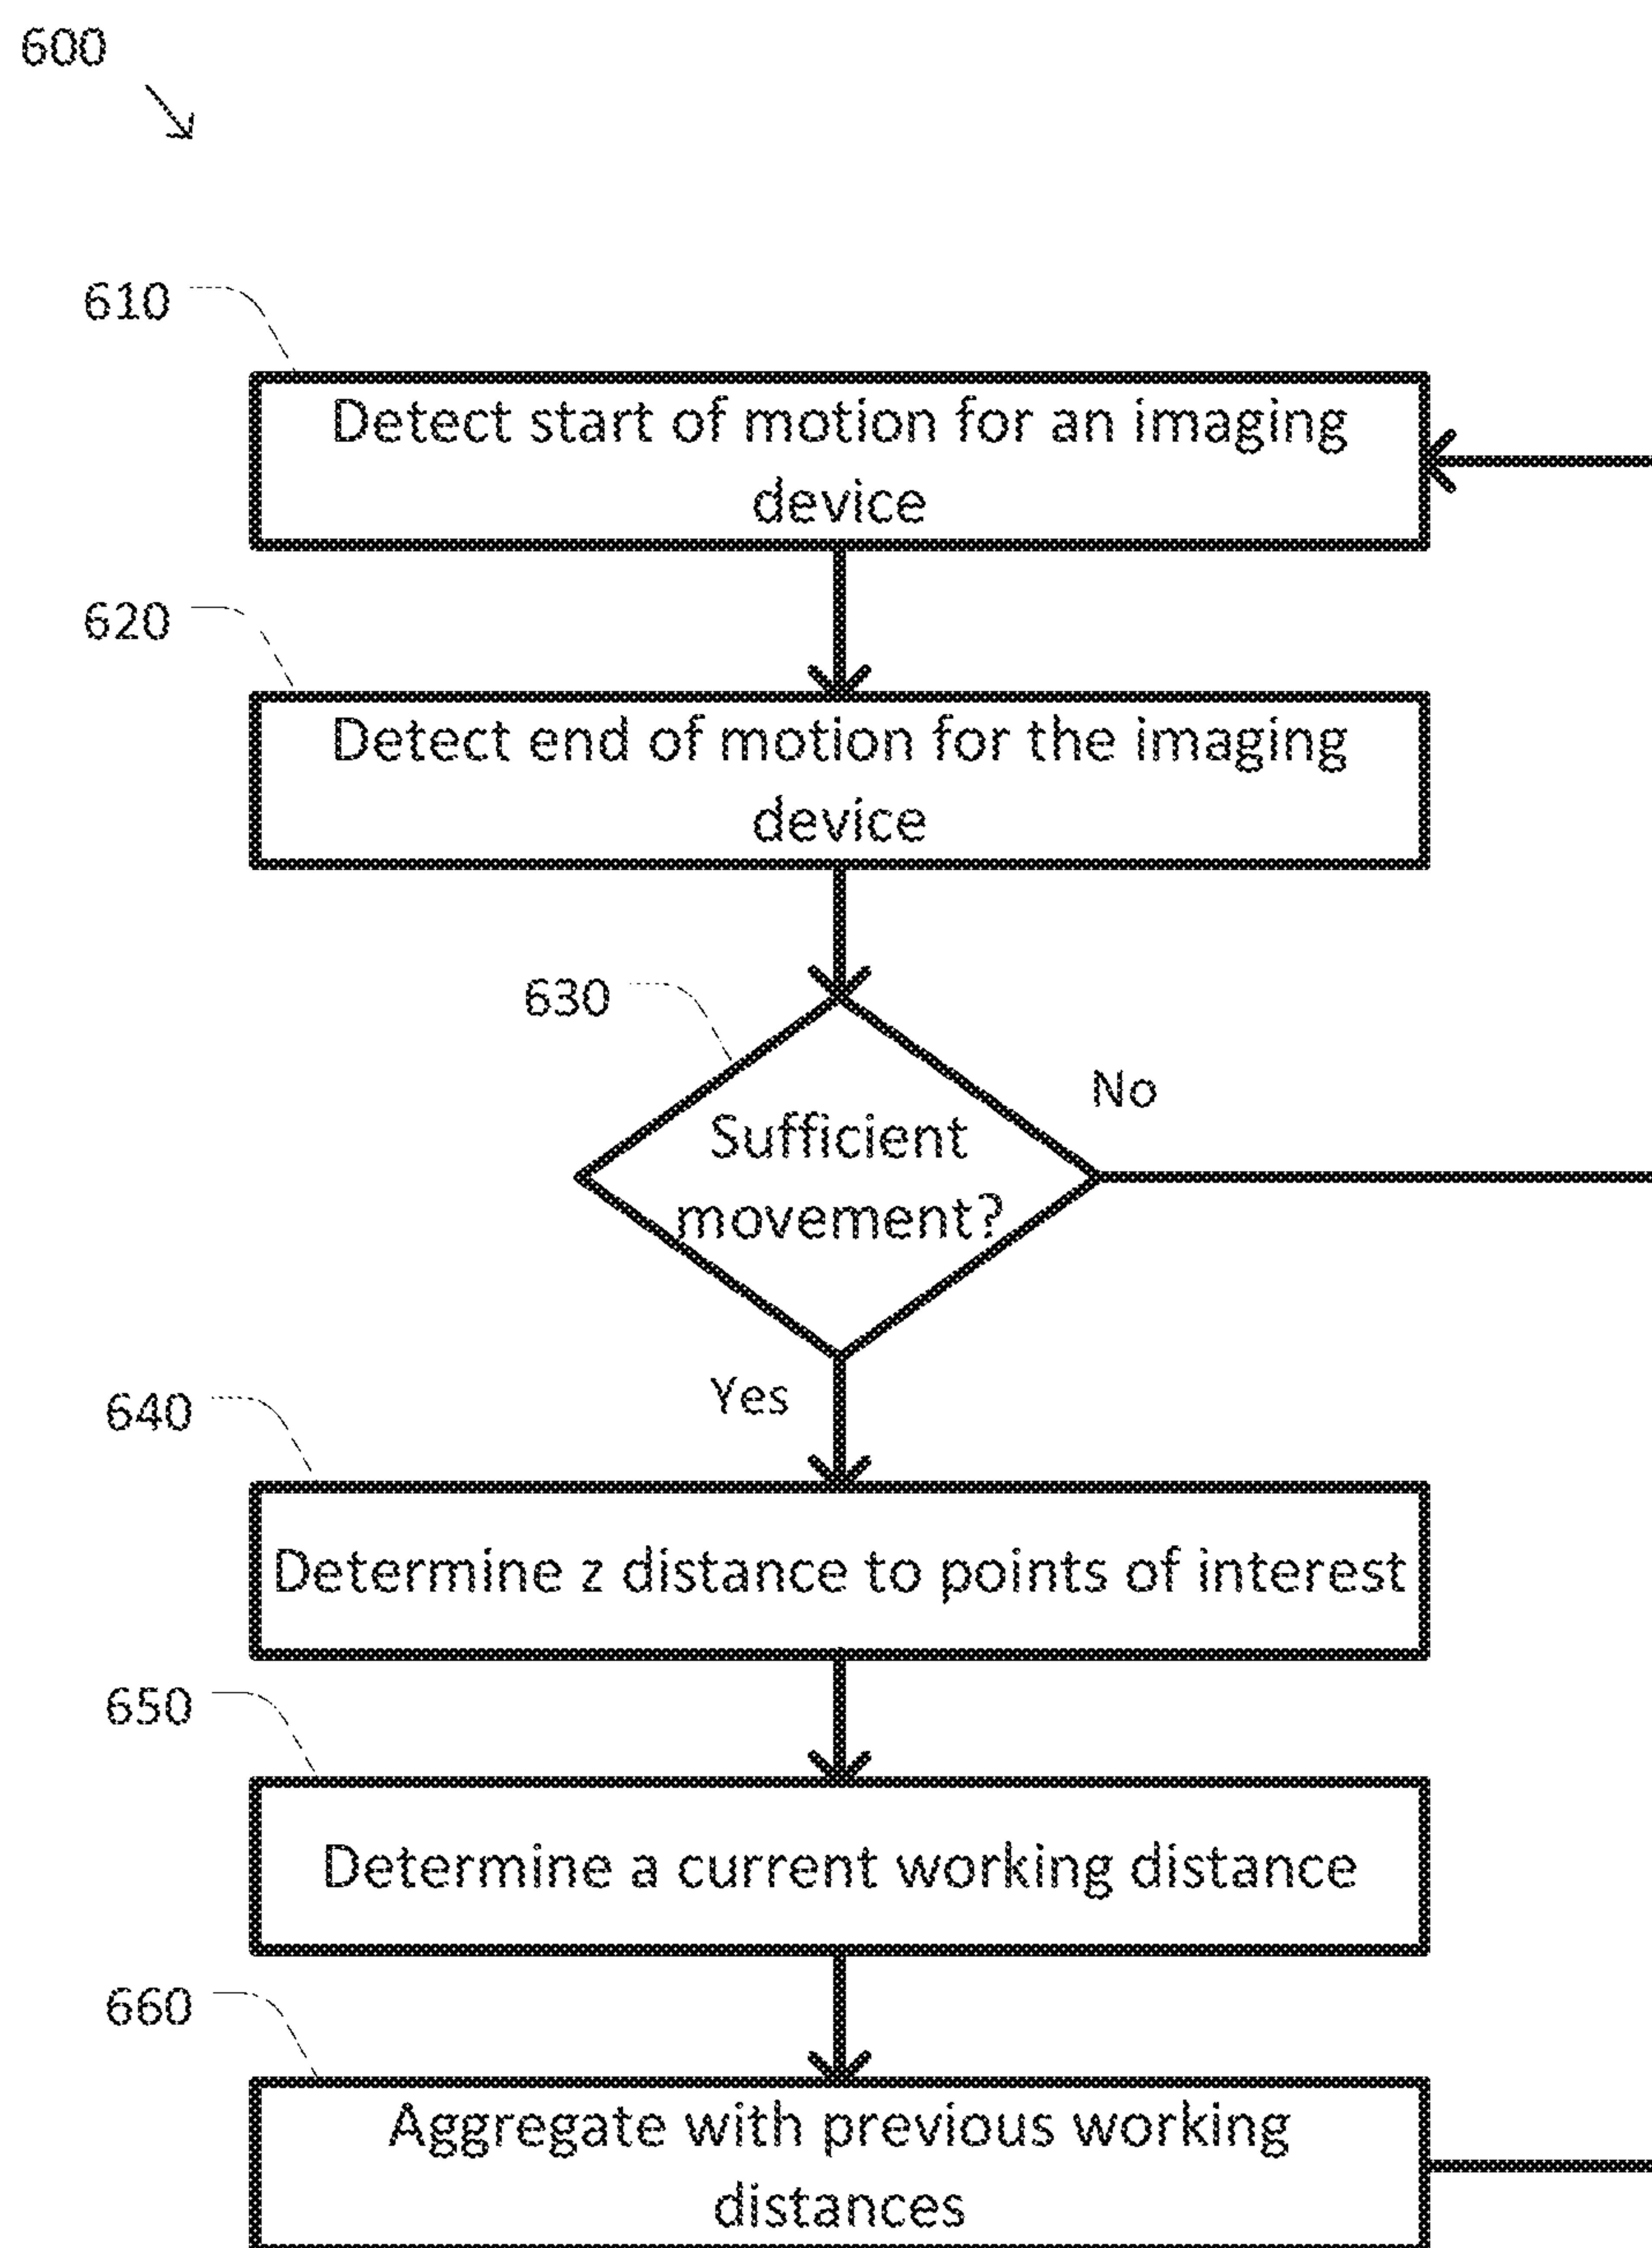 600
610
Detect start of motion for an imaging
device
620
Detect end of motion for the imaging
device
630
Sufficient
movement?
No
Yes
640
Determine z distance to points of interest
650
Determine a current working distance
660
Aggregate with previous working
distances